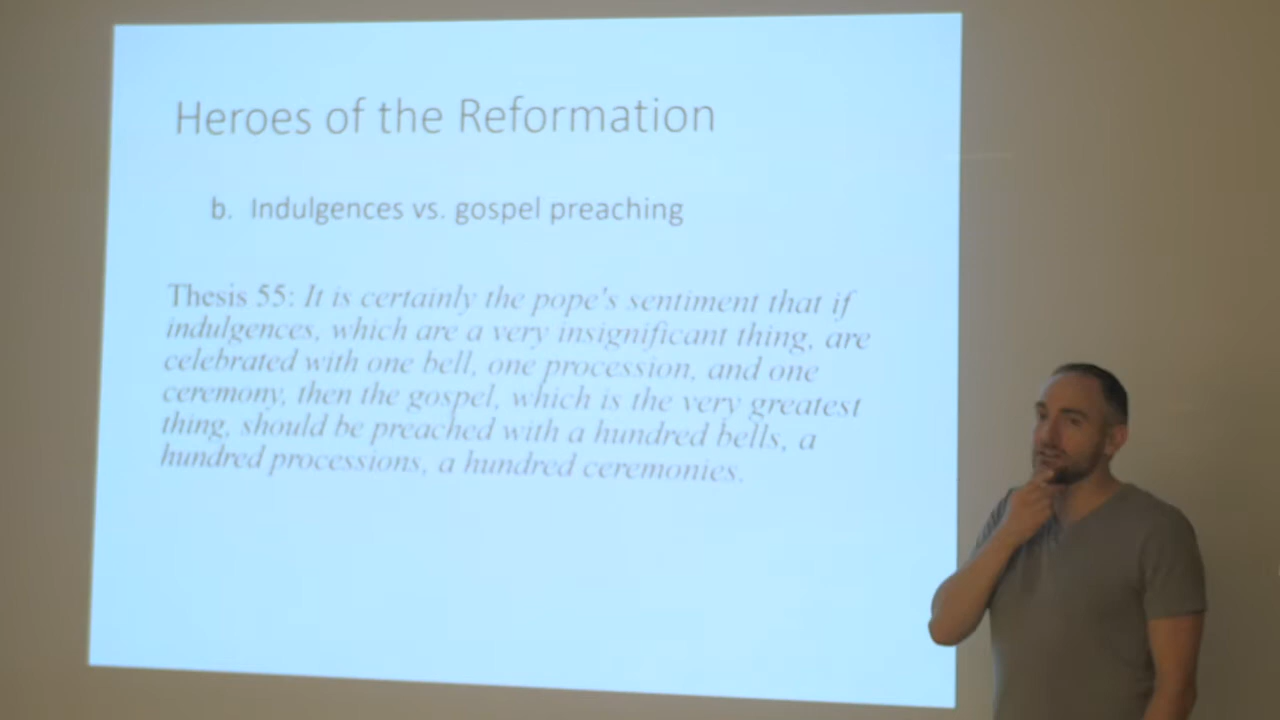 Heroes of the Reformation
b. Indulgences vs. gospel preaching
Thesis 55: It is certainly the pope's sentiment that if
indulgences, which are a very insignificant thing, are
celebrated with one bell, one procession, and one
ceremony, then the gospel, which is the very greatest
thing, should be preached with a hundred bells, a
hundred processions, a hundred ceremonies.